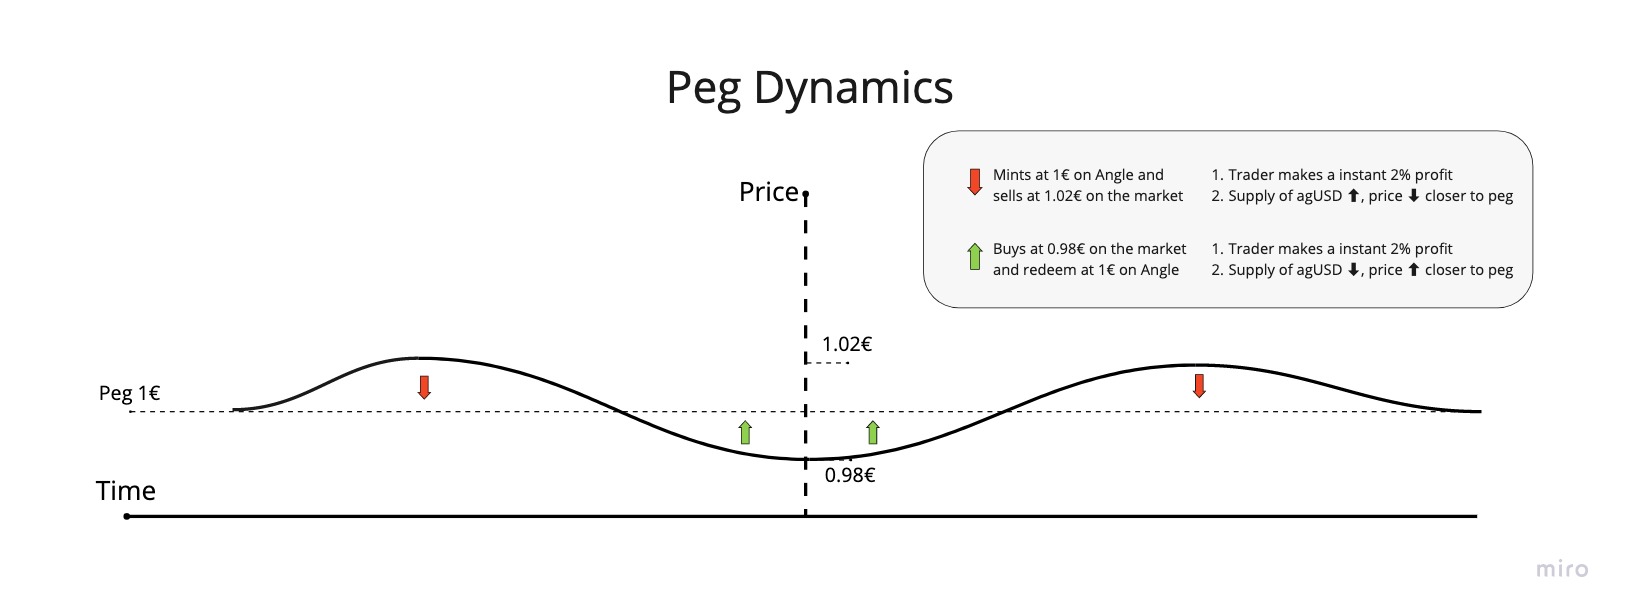 Peg Dynamics
Price
Mints at 1€ on Angle and
sells at 1.02€ on the market
1. Trader makes a instant 2% profit
2. Supply of agUSD ⬆, price ⬇ closer to peg
Buys at 0.98€ on the market
and redeem at 1€ on Angle
1. Trader makes a instant 2% profit
2. Supply of agUSD ⬇, price ⬆ closer to peg
1.02€
Peg 1€
0.98€
Time
miro